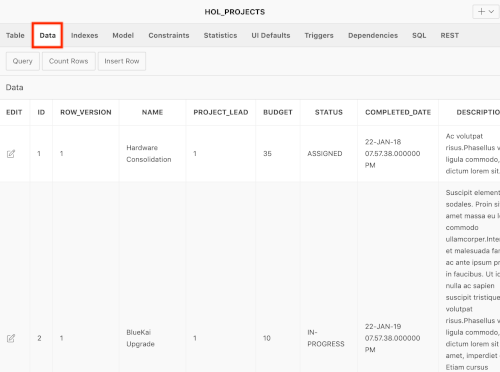 HOL_PROJECTS
Table Data Indexes Model Constraints Statistics UI Defaults Triggers Dependencies SQL REST
Query Count Rows Insert Row
Data
EDIT ID ROW_VERSION NAME PROJECT_LEAD BUDGET STATUS COMPLETED_DATE DESCRIPTIO
1 1 Hardware Consolidation 1 35 ASSIGNED 22-JAN-18 07.57.38.000000 PM
Ac volutpat
risus.Phasellus v
ligula commodo,
dictum lorem sit
Suscipit element
sodales. Proin si
amet massa eu l
commodo
ullamcorper.Inte
et malesuada fa
ac ante ipsum pr
in faucibus. Ut ic
nulla ac sapien
suscipit tristique
volutpat
2 1 BlueKai Upgrade 1 10 IN-PROGRESS 22-JAN-19 07.57.38.000000 PM
risus.Phasellus v
ligula commodo,
dictum lorem sit
amet, imperdiet
Etiam cursus